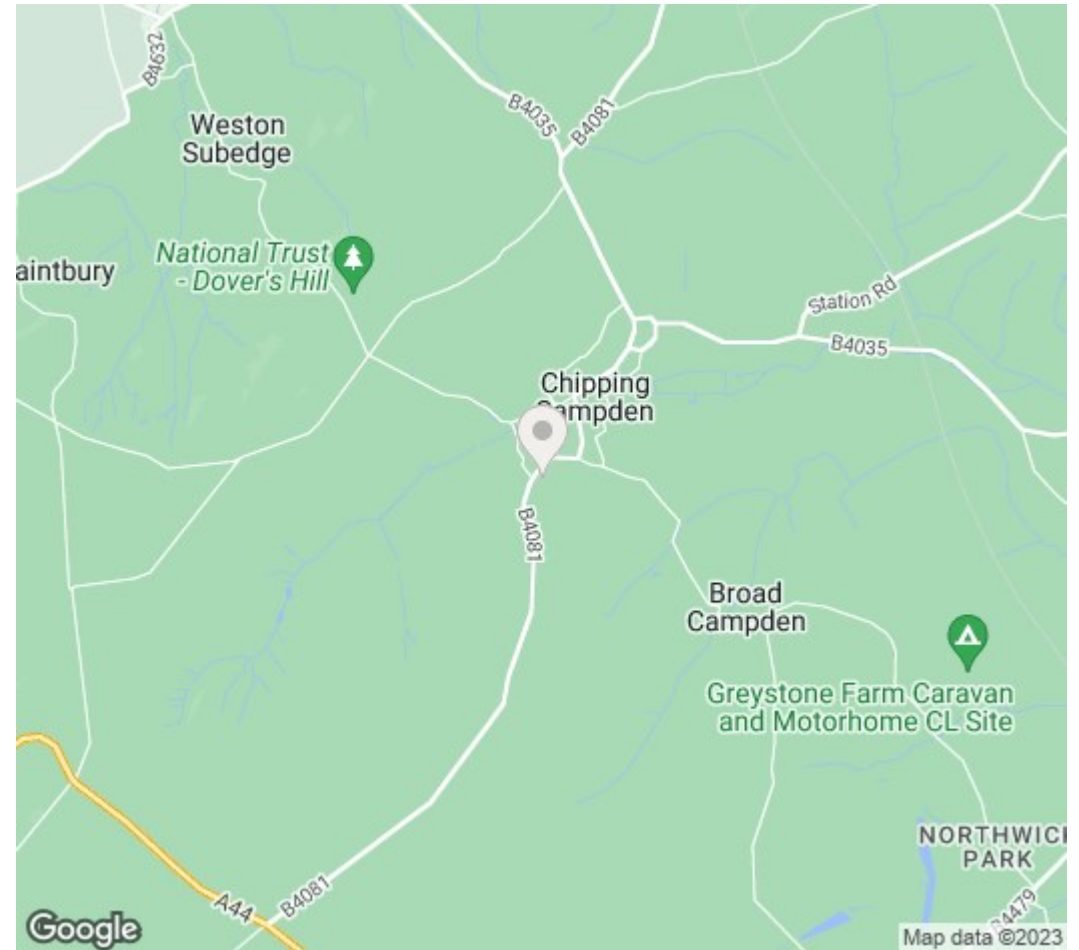 B4632
Weston
Subedge
B4035
B4081
National Trust
- Dover's Hill
aintbury
Station Rd
B4035
Chipping
Campden
B4081
Broad
Campden
Greystone Farm Caravan
and Motorhome CL Site
NORTHWICK
PARK
A44
B4081
B4479
Google
Map data ©2023